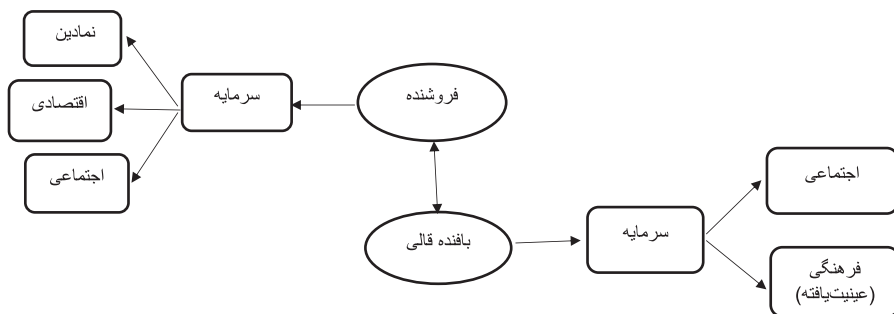 نمادین
اقتصادی
اجتماعی
سرمایه
فروشنده
بافنده قالی
سرمایه
اجتماعی
فرهنگی
(عینیت‌یافته)